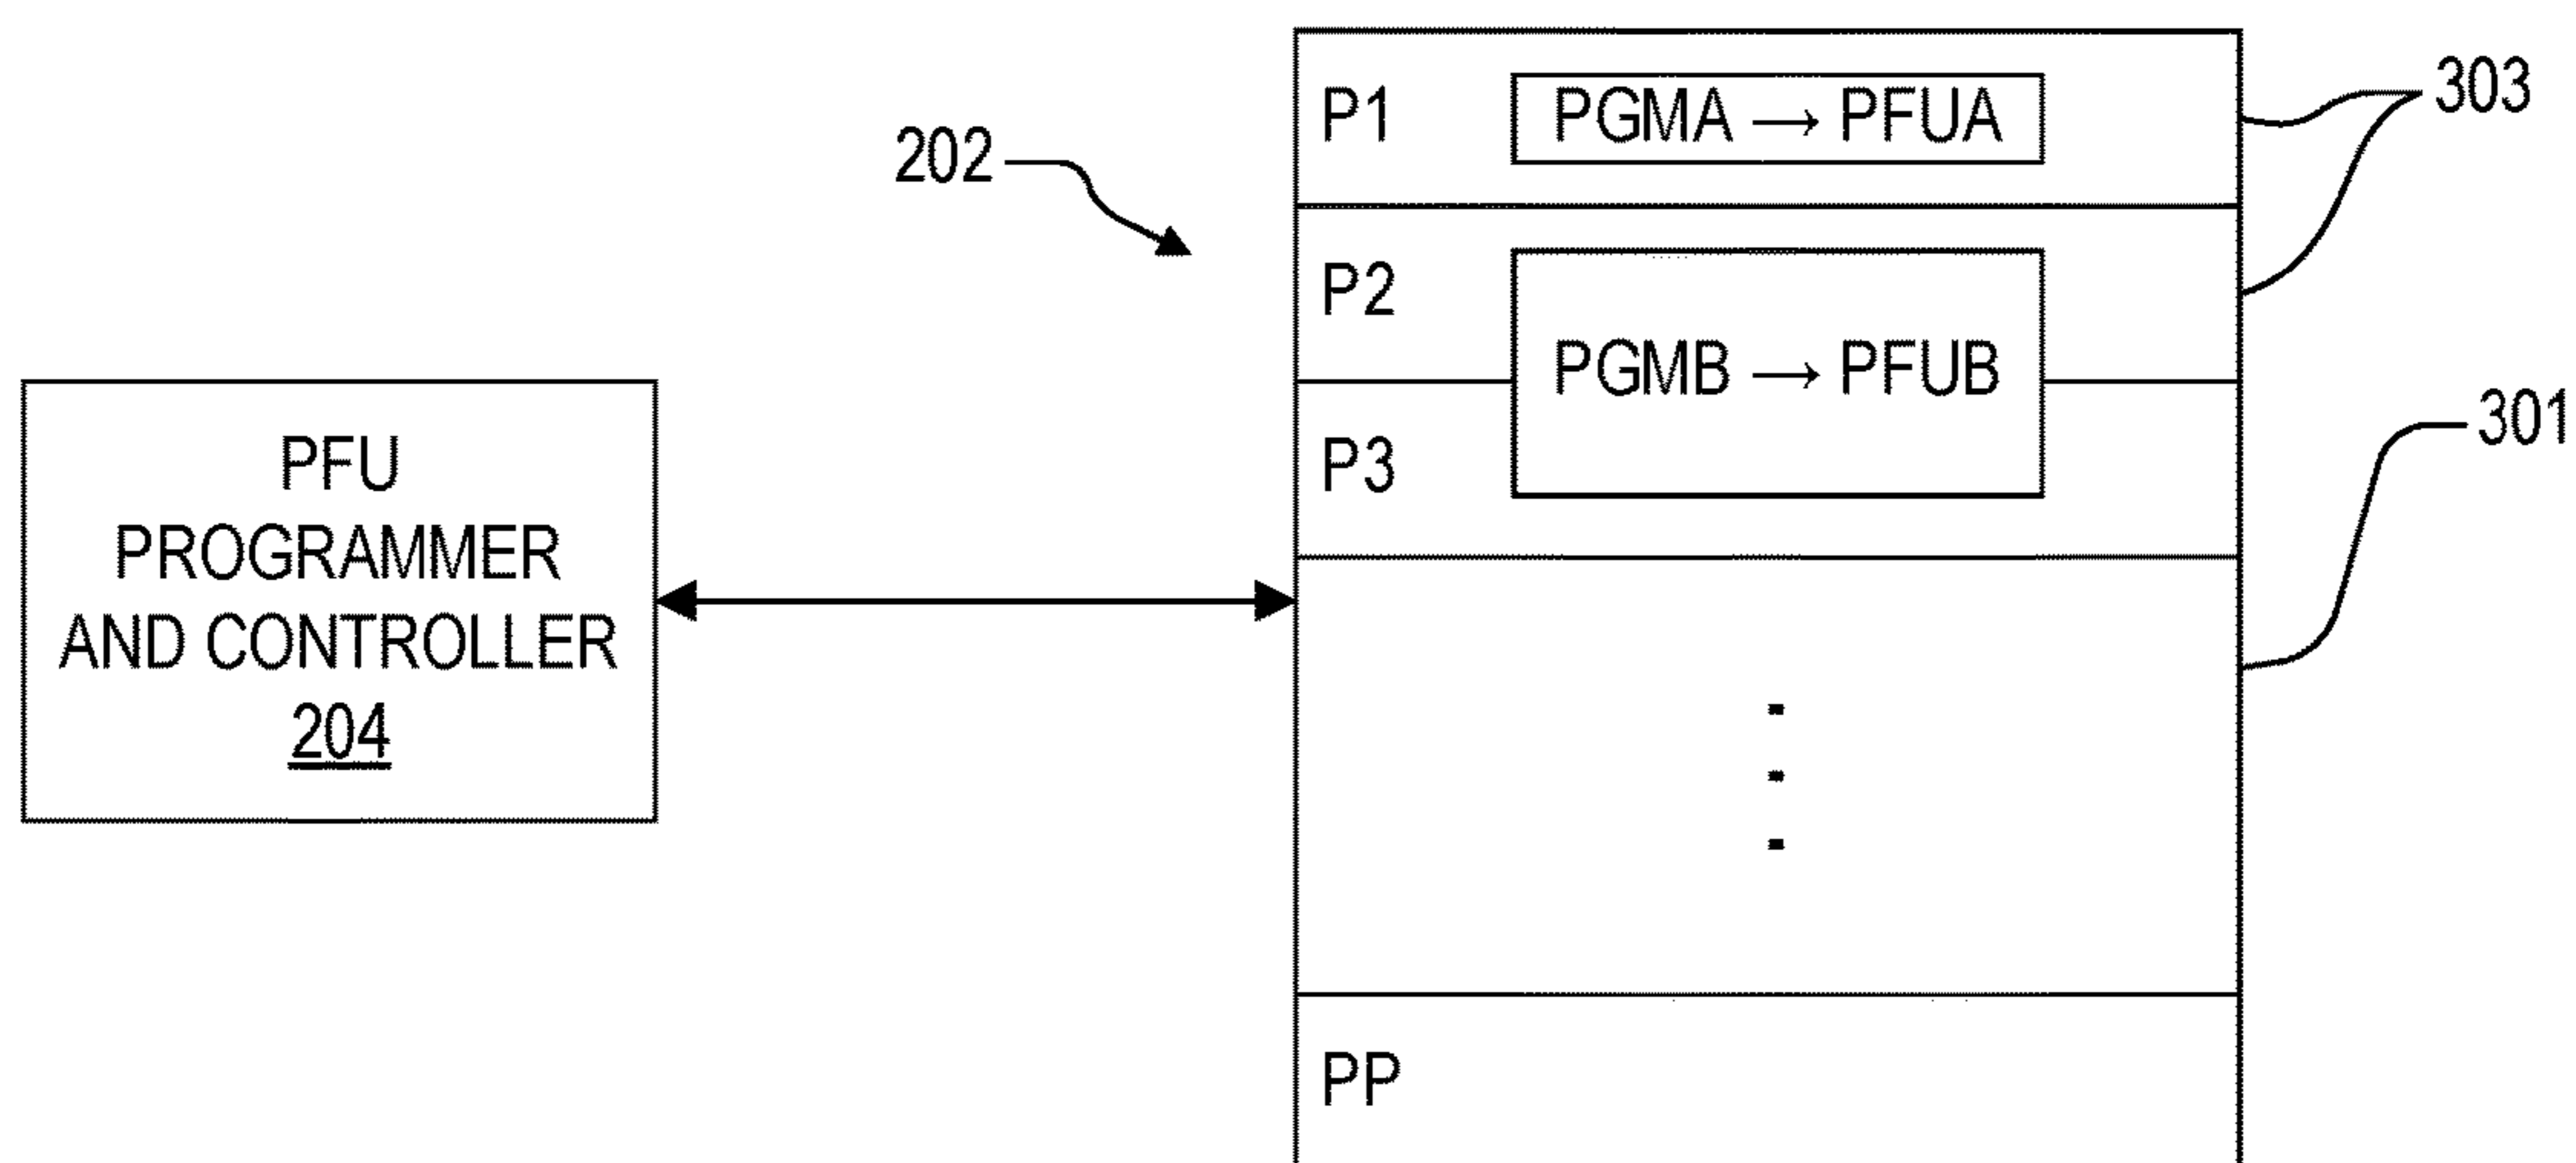 PFU
PROGRAMMER
AND CONTROLLER
204
202
P1
PGMA → PFUA
P2
PGMB → PFUB
P3
PP
303
301